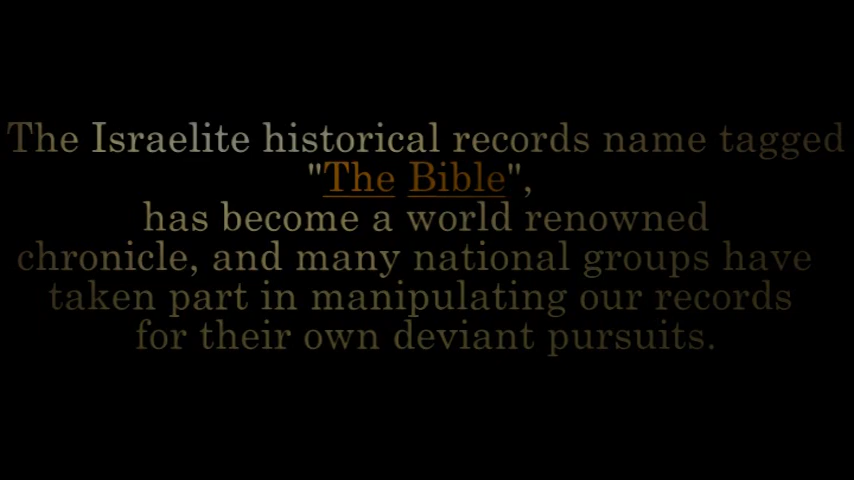 The Israelite historical records name tagged
"The Bible",
has become a world renowned
chronicle, and many national groups have
taken part in manipulating our records
for their own deviant pursuits.